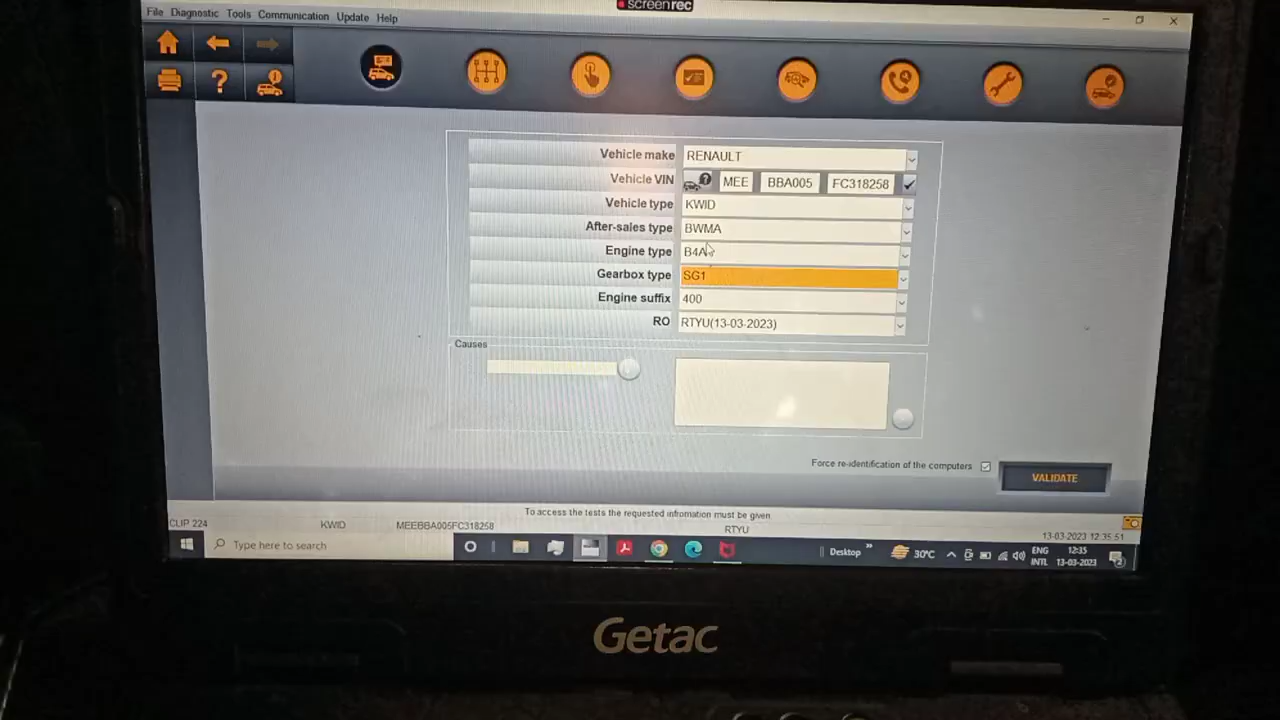 screenrec
File Diagnostic Tools Communication Update Help
Vehicle make RENAULT
Vehicle VIN MEE BBA005 FC318258
Vehicle type KWID
After-sales type BWMA
Engine type B4A
Gearbox type SG1
Engine suffix 400
RO RTYU(13-03-2023)
Causes
Force re-identification of the computers
VALIDATE
To access the tests the requested infromation must be given
CLIP 224 KWID MEEBBA005FC318258 RTYU 13-03-2023 12:35:51
Type here to search Desktop 30°C ENG 12:35
INTL 13-03-2023 2
Getac